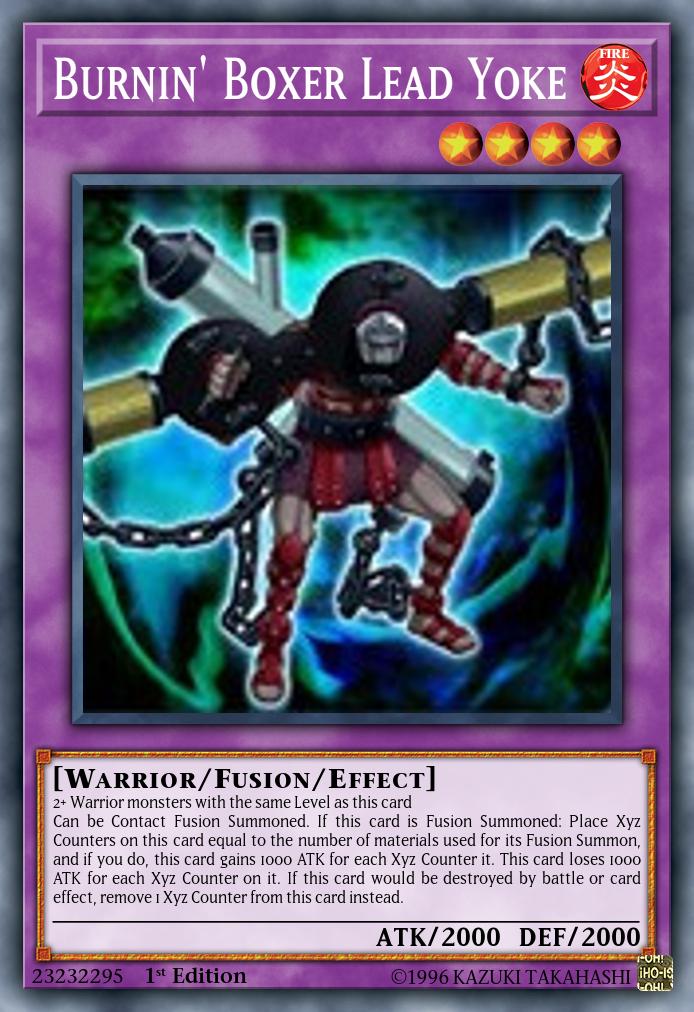 BURNIN' BOXER LEAD YOKE
FIRE
炎
[WARRIOR/FUSION/EFFECT]
2+ Warrior monsters with the same Level as this card
Can be Contact Fusion Summoned. If this card is Fusion Summoned: Place Xyz
Counters on this card equal to the number of materials used for its Fusion Summon,
and if you do, this card gains 1000 ATK for each Xyz Counter it. This card loses 1000
ATK for each Xyz Counter on it. If this card would be destroyed by battle or card
effect, remove 1 Xyz Counter from this card instead.
ATK/2000 DEF/2000
23232295 1st Edition ©1996 KAZUKI TAKAHASHI